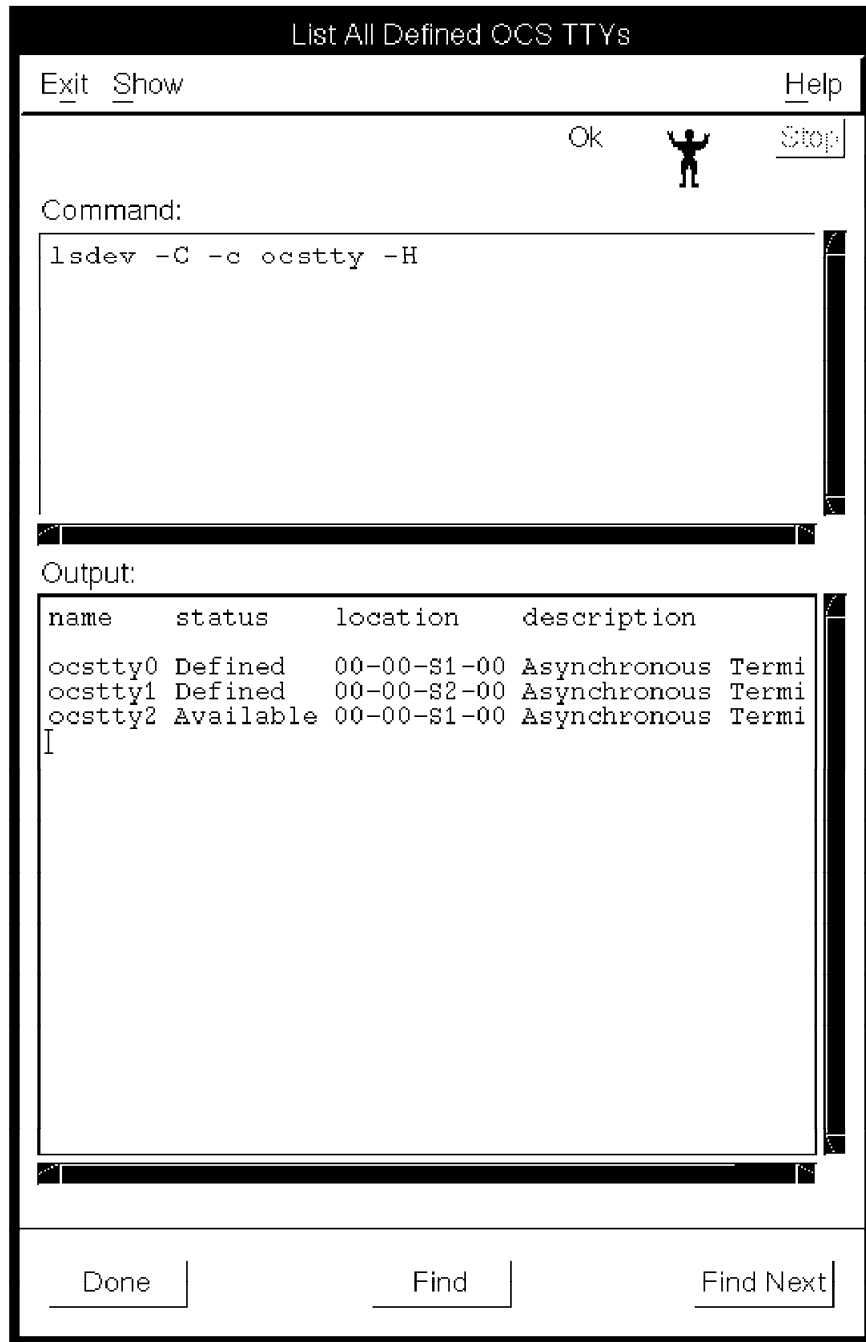 List All Defined OCS TTYs
Exit Show Help
Ok Stop
Command:
lsdev -C -c ocstty -H
Output:
name status location description
ocstty0 Defined 00-00-S1-00 Asynchronous Termi
ocstty1 Defined 00-00-S2-00 Asynchronous Termi
ocstty2 Available 00-00-S1-00 Asynchronous Termi
Done Find Find Next